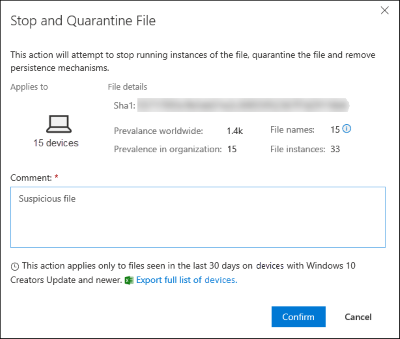 Stop and Quarantine File
This action will attempt to stop running instances of the file, quarantine the file and remove
persistence mechanisms.
Applies to
File details
Sha1:
15 devices
Prevalance worldwide: 1.4k
File names: 15
Prevalence in organization: 15
File instances: 33
Comment: *
Suspicious file
This action applies only to files seen in the last 30 days on devices with Windows 10
Creators Update and newer. Export full list of devices.
Confirm
Cancel